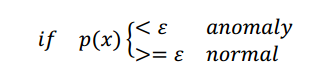 if p(x) { < ε anomaly
>= ε normal